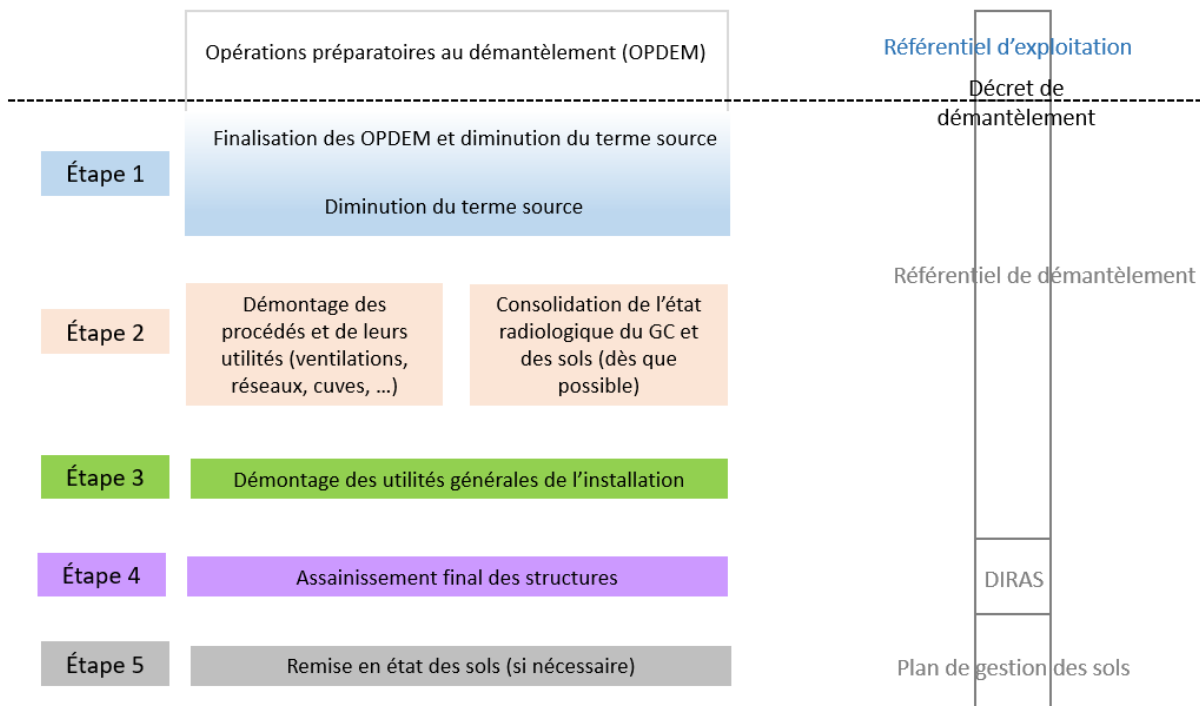 Opérations préparatoires au démantèlement (OPDEM)
Référentiel d’exploitation
Décret de
démantèlement
Étape 1
Finalisation des OPDEM et diminution du terme source
Diminution du terme source
Référentiel de démantèlement
Étape 2
Démontage des
procédés et de leurs
utilités (ventilations,
réseaux, cuves, …)
Consolidation de l’état
radiologique du GC et
des sols (dès que
possible)
Étape 3
Démontage des utilités générales de l’installation
Étape 4
Assainissement final des structures
DIRAS
Étape 5
Remise en état des sols (si nécessaire)
Plan de gestion des sols